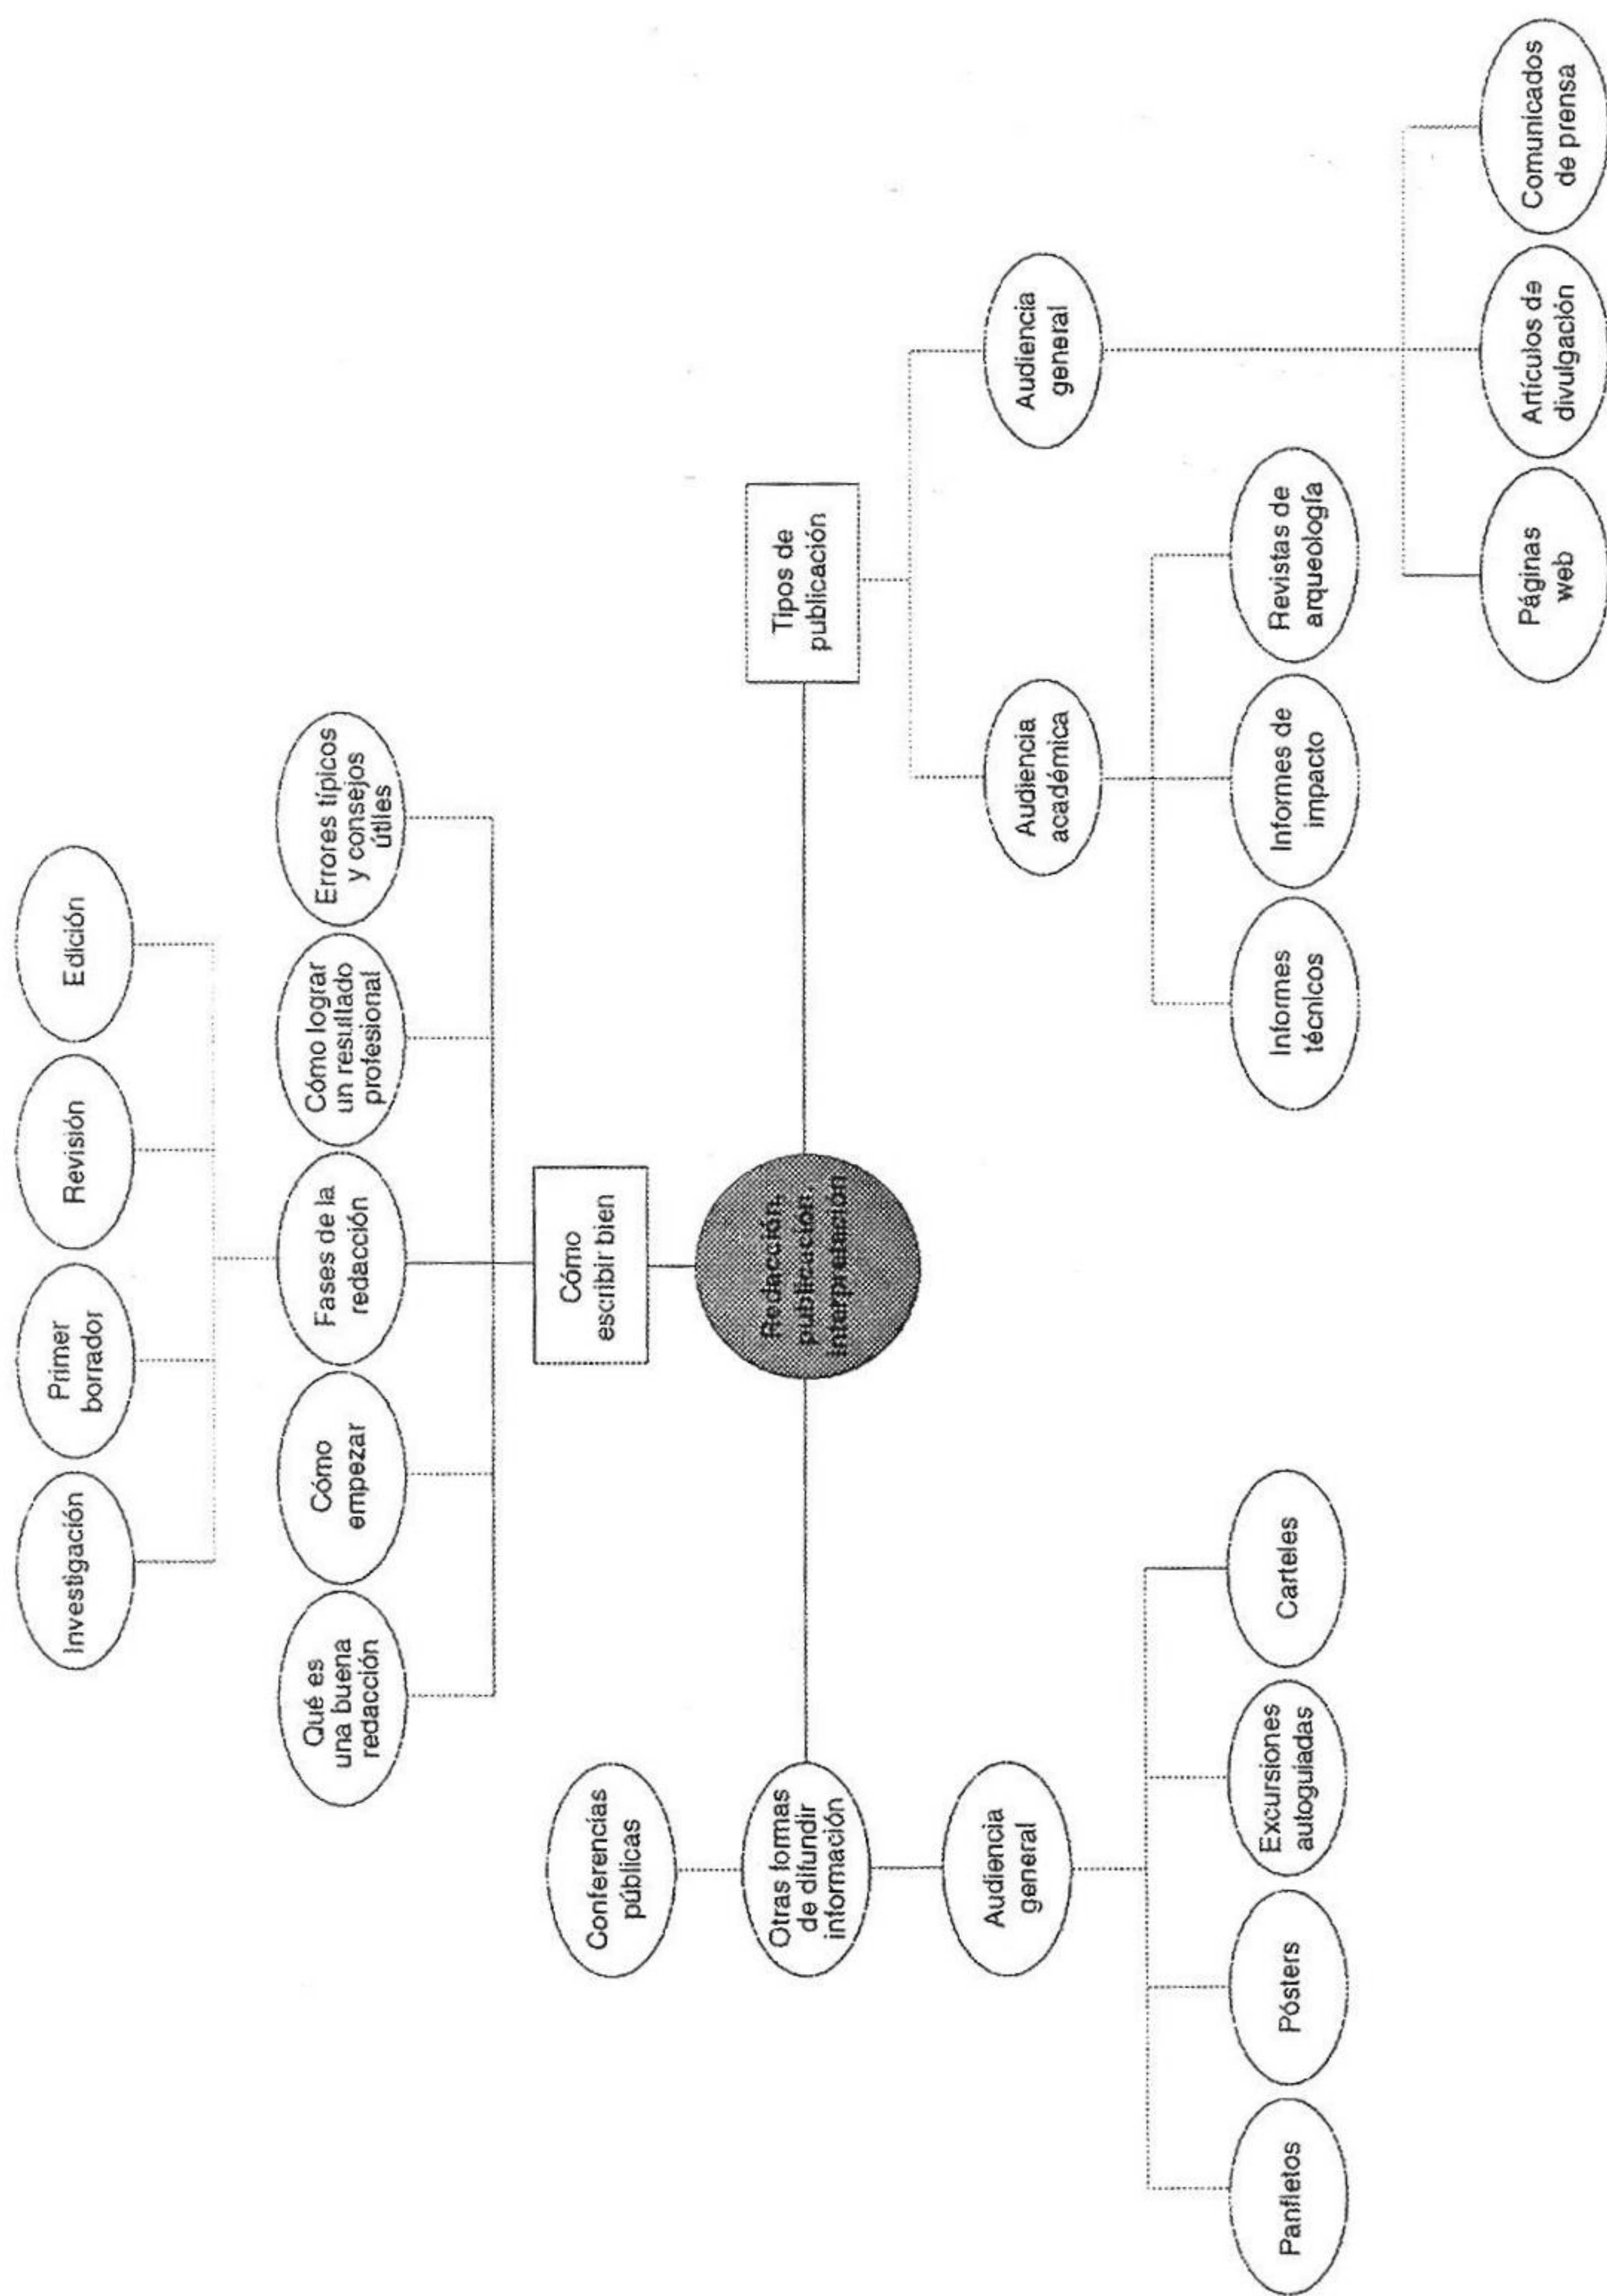 Investigación
Primer
borrador
Revisión
Edición
Qué es
una buena
redacción
Cómo
empezar
Fases de la
redacción
Cómo lograr
un resultado
profesional
Errores típicos
y consejos
útiles
Cómo
escribir bien
Conferencias
públicas
Otras formas
de difundir
información
Redacción,
publicación,
interpretación
Tipos de
publicación
Audiencia
general
Audiencia
académica
Audiencia
general
Panfletos
Pósters
Excursiones
autoguiadas
Carteles
Informes
técnicos
Informes de
impacto
Revistas de
arqueología
Páginas
web
Artículos de
divulgación
Comunicados
de prensa